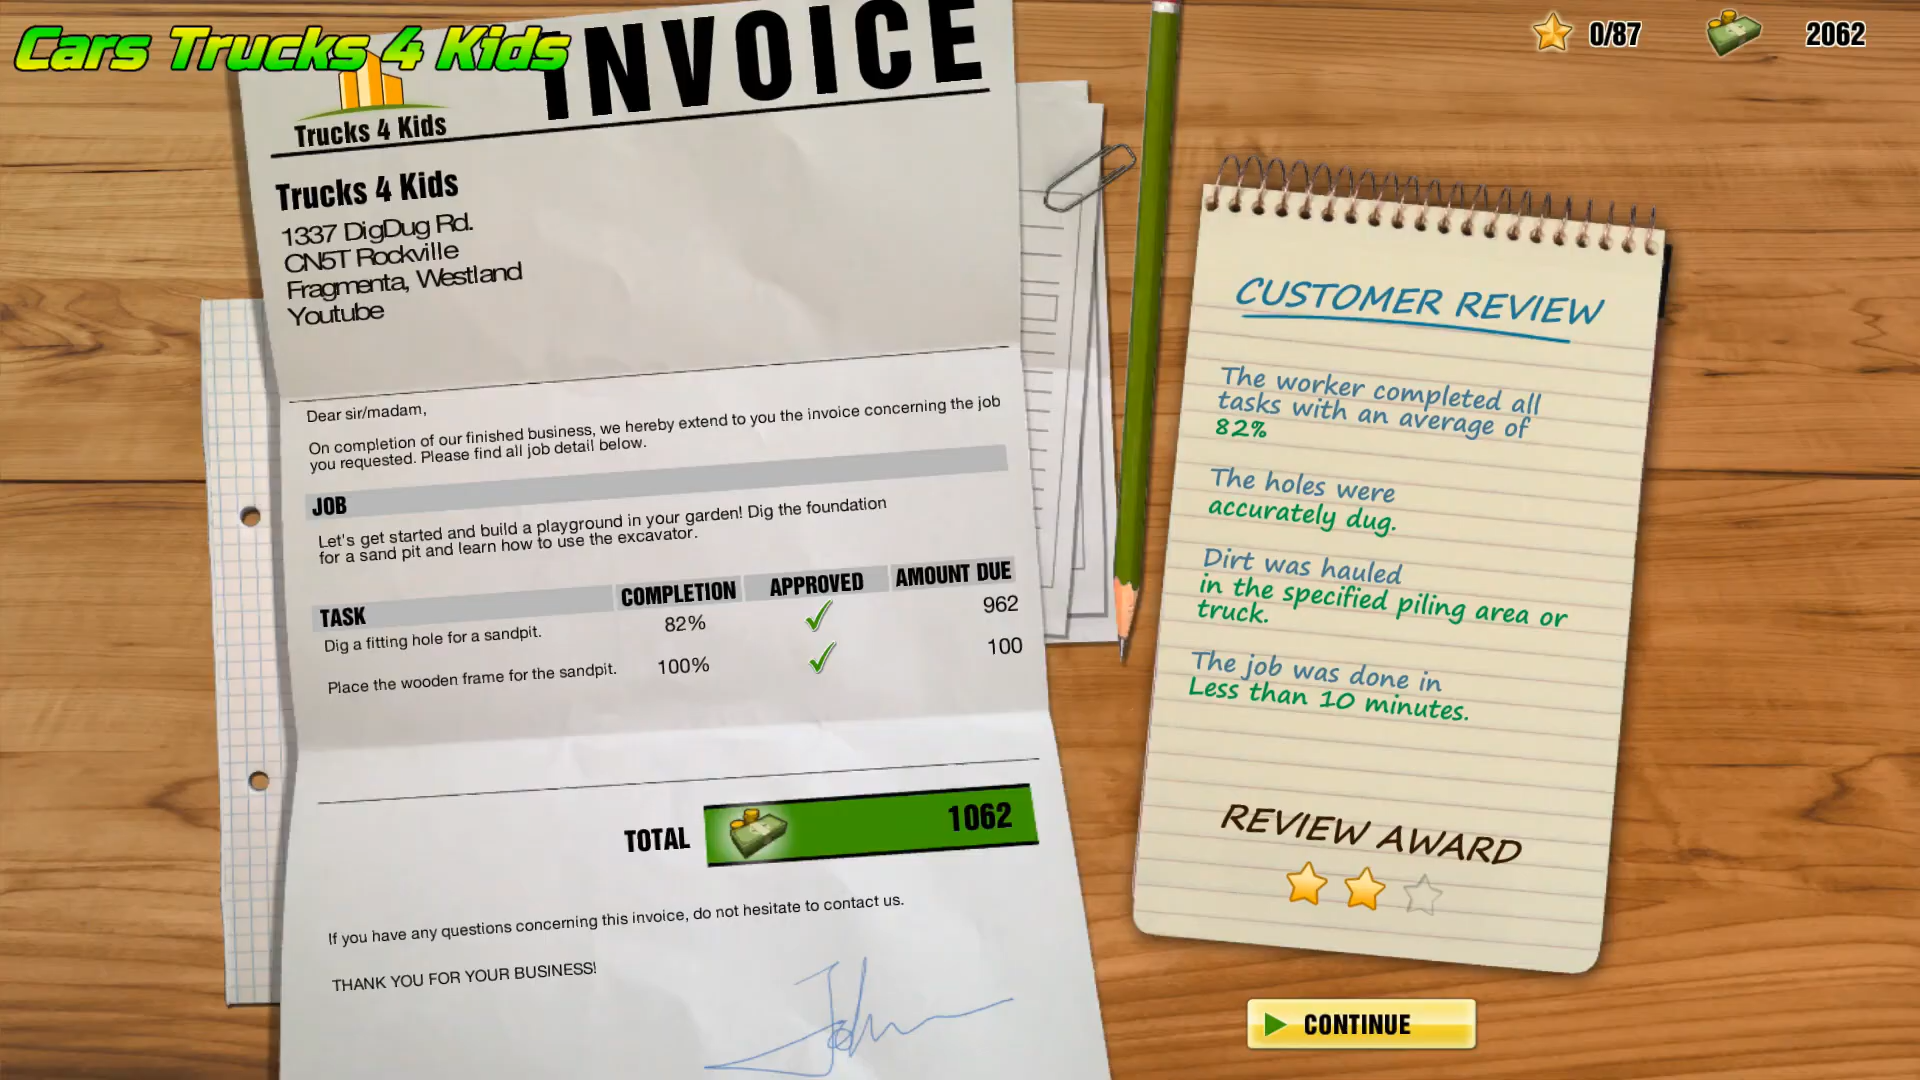 Cars Trucks 4 Kids
0/87
2062
INVOICE
Trucks 4 Kids
Trucks 4 Kids
1337 DigDug Rd.
CN5T Rockville
Fragmenta, Westland
Youtube
Dear sir/madam,
On completion of our finished business, we hereby extend to you the invoice concerning the job
you requested. Please find all job detail below.
JOB
Let's get started and build a playground in your garden! Dig the foundation
for a sand pit and learn how to use the excavator.
TASK COMPLETION APPROVED AMOUNT DUE
Dig a fitting hole for a sandpit. 82% 962
Place the wooden frame for the sandpit. 100% 100
TOTAL 1062
If you have any questions concerning this invoice, do not hesitate to contact us.
THANK YOU FOR YOUR BUSINESS!
John
CUSTOMER REVIEW
The worker completed all
tasks with an average of
82%
The holes were
accurately dug.
Dirt was hauled
in the specified piling area or
truck.
The job was done in
Less than 10 minutes.
REVIEW AWARD
CONTINUE